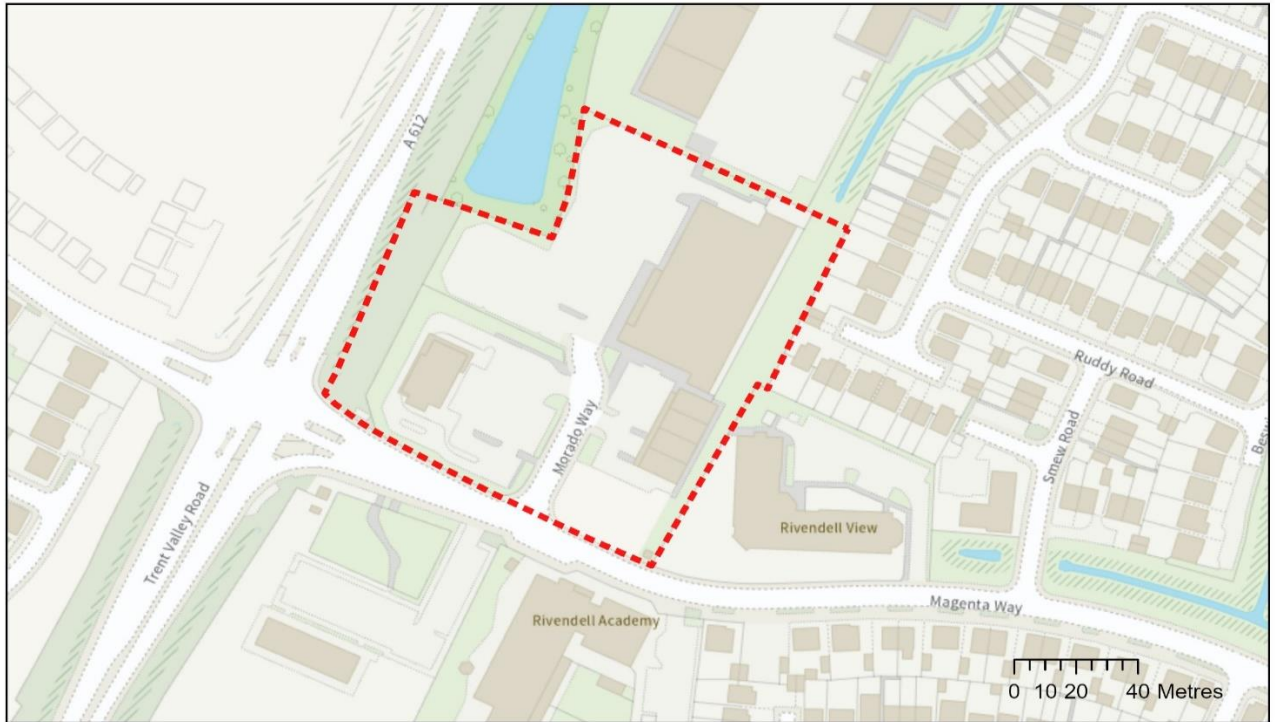 A 612
Ruddy Road
Morado Way
Smew Road
Trent Valley Road
Rivendell View
Magenta Way
Rivendell Academy
0 10 20 40 Metres